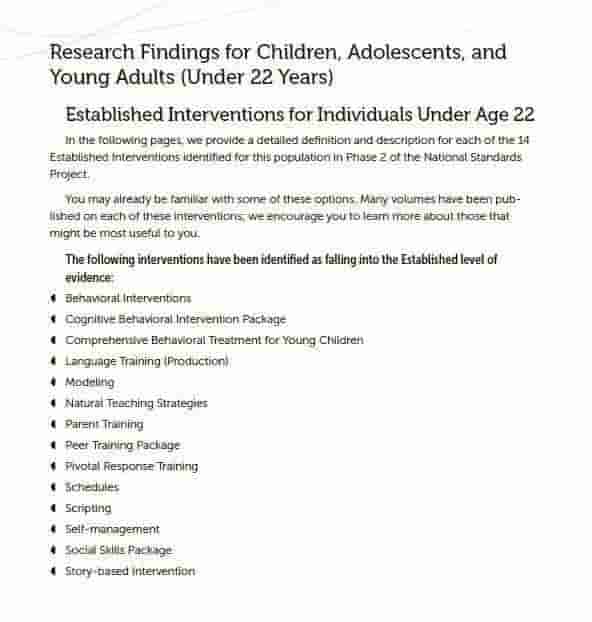 Research Findings for Children, Adolescents, and
Young Adults (Under 22 Years)
Established Interventions for Individuals Under Age 22
In the following pages, we provide a detailed definition and description for each of the 14
Established Interventions identified for this population in Phase 2 of the National Standards
Project.
You may already be familiar with some of these options. Many volumes have been pub-
lished on each of these interventions; we encourage you to learn more about those that
might be most useful to you.
The following interventions have been identified as falling into the Established level of
evidence:
Behavioral Interventions
Cognitive Behavioral Intervention Package
Comprehensive Behavioral Treatment for Young Children
Language Training (Production)
Modeling
Natural Teaching Strategies
Parent Training
Peer Training Package
Pivotal Response Training
Schedules
Scripting
Self-management
Social Skills Package
Story-based Intervention